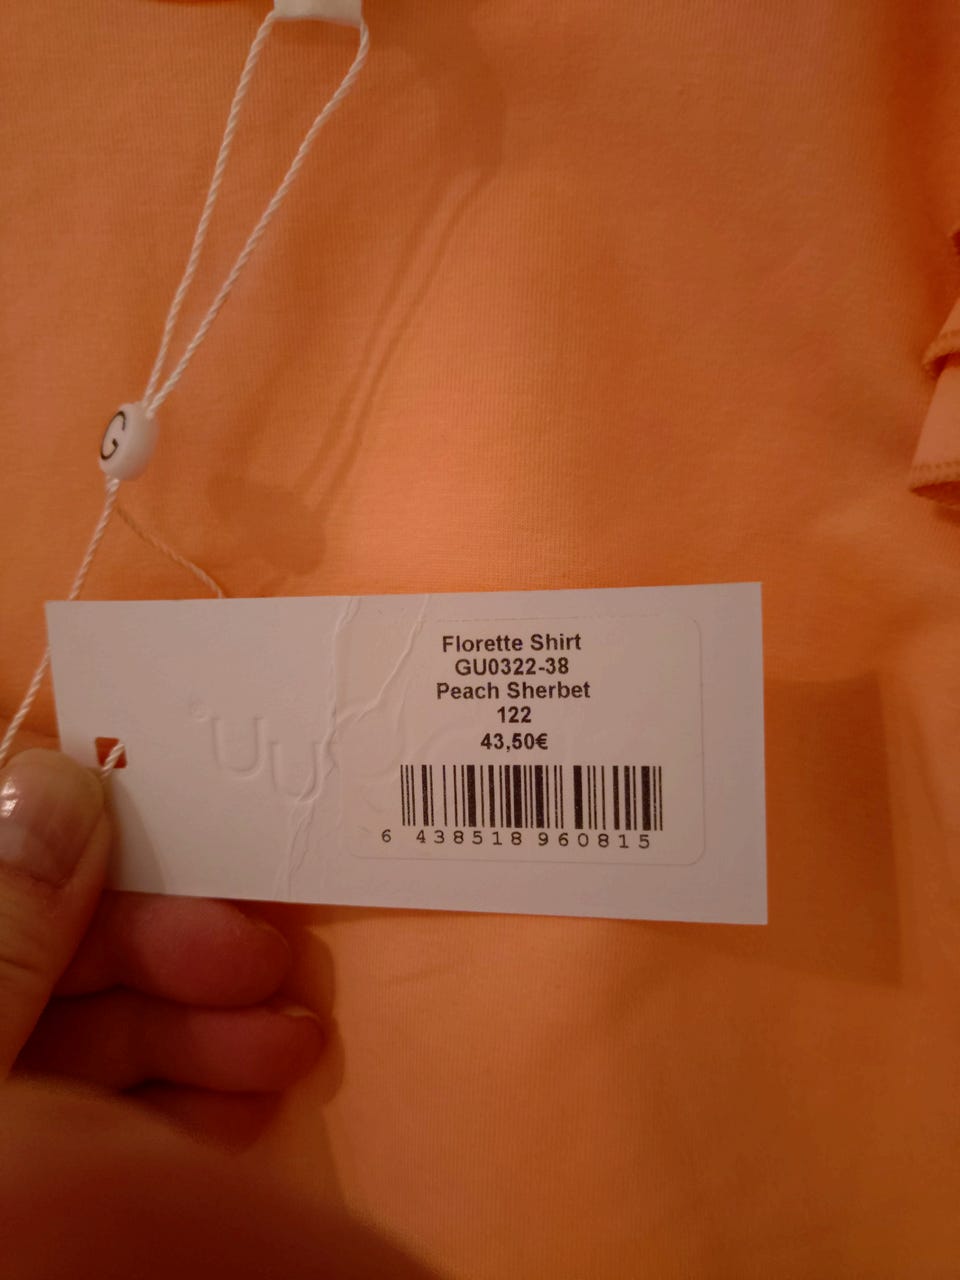 G
Florette Shirt
GU0322-38
Peach Sherbet
122
43,50€
6 438518 960815